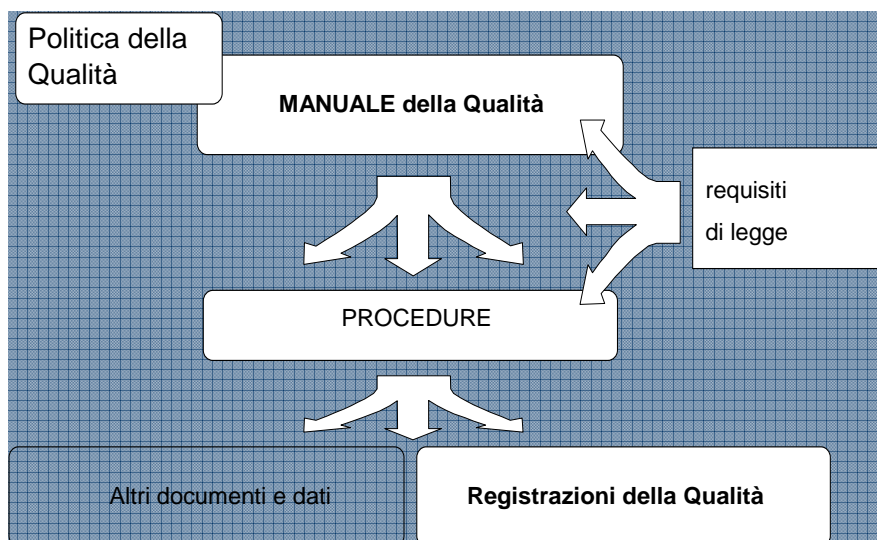 Politica della
Qualità
MANUALE della Qualità
requisiti
di legge
PROCEDURE
Altri documenti e dati
Registrazioni della Qualità